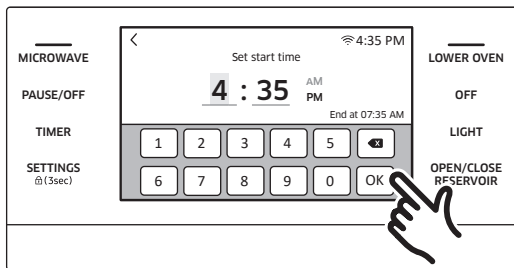 MICROWAVE
PAUSE/OFF
TIMER
SETTINGS
(3sec)
4:35 PM
Set start time
4 : 35 AM
PM
End at 07:35 AM
1 2 3 4 5
6 7 8 9 0 OK
LOWER OVEN
OFF
LIGHT
OPEN/CLOSE
RESERVOIR